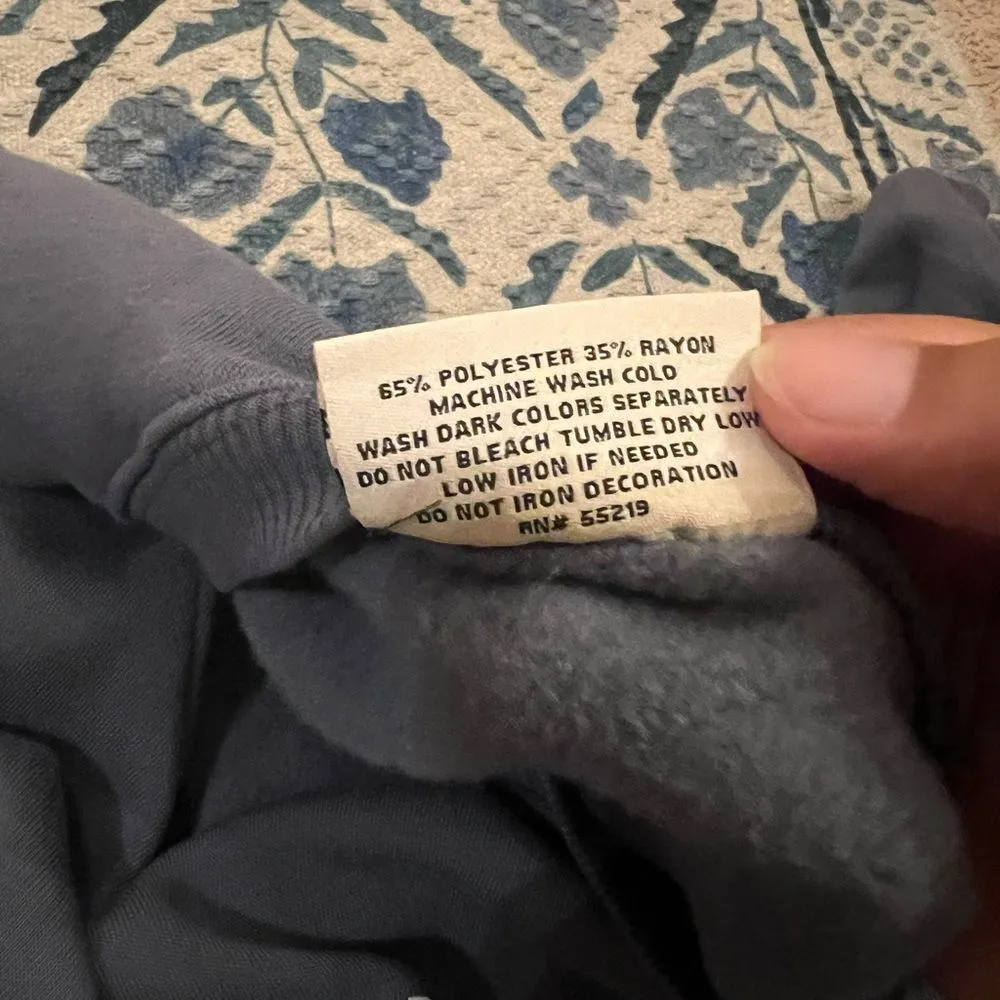 65% POLYESTER 35% RAYON
MACHINE WASH COLD
WASH DARK COLORS SEPARATELY
DO NOT BLEACH TUMBLE DRY LOW
LOW IRON IF NEEDED
DO NOT IRON DECORATION
RN# 55219